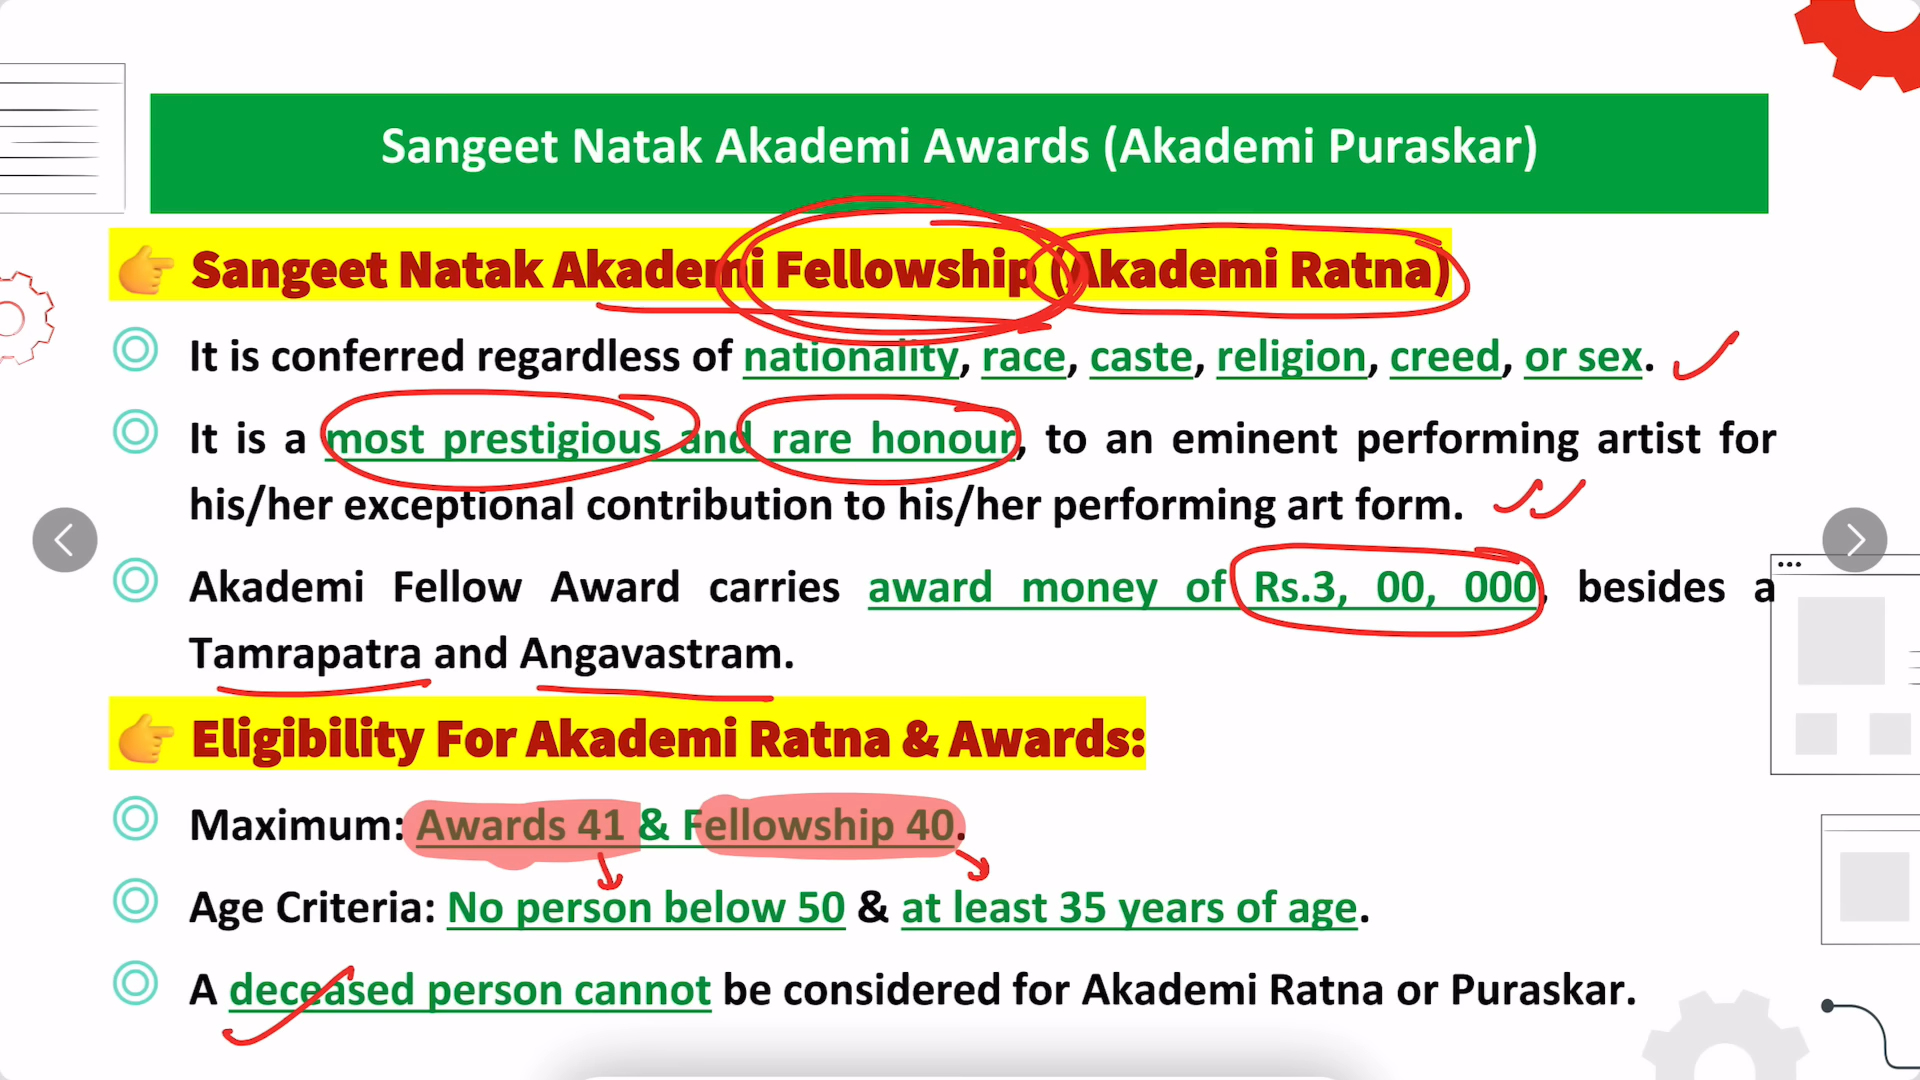 Sangeet Natak Akademi Awards (Akademi Puraskar)
Sangeet Natak Akademi Fellowship (Akademi Ratna)
It is conferred regardless of nationality, race, caste, religion, creed, or sex.
It is a most prestigious and rare honour, to an eminent performing artist for
his/her exceptional contribution to his/her performing art form.
Akademi Fellow Award carries award money of Rs.3, 00, 000, besides a
Tamrapatra and Angavastram.
Eligibility For Akademi Ratna & Awards:
Maximum: Awards 41 & Fellowship 40.
Age Criteria: No person below 50 & at least 35 years of age.
A deceased person cannot be considered for Akademi Ratna or Puraskar.